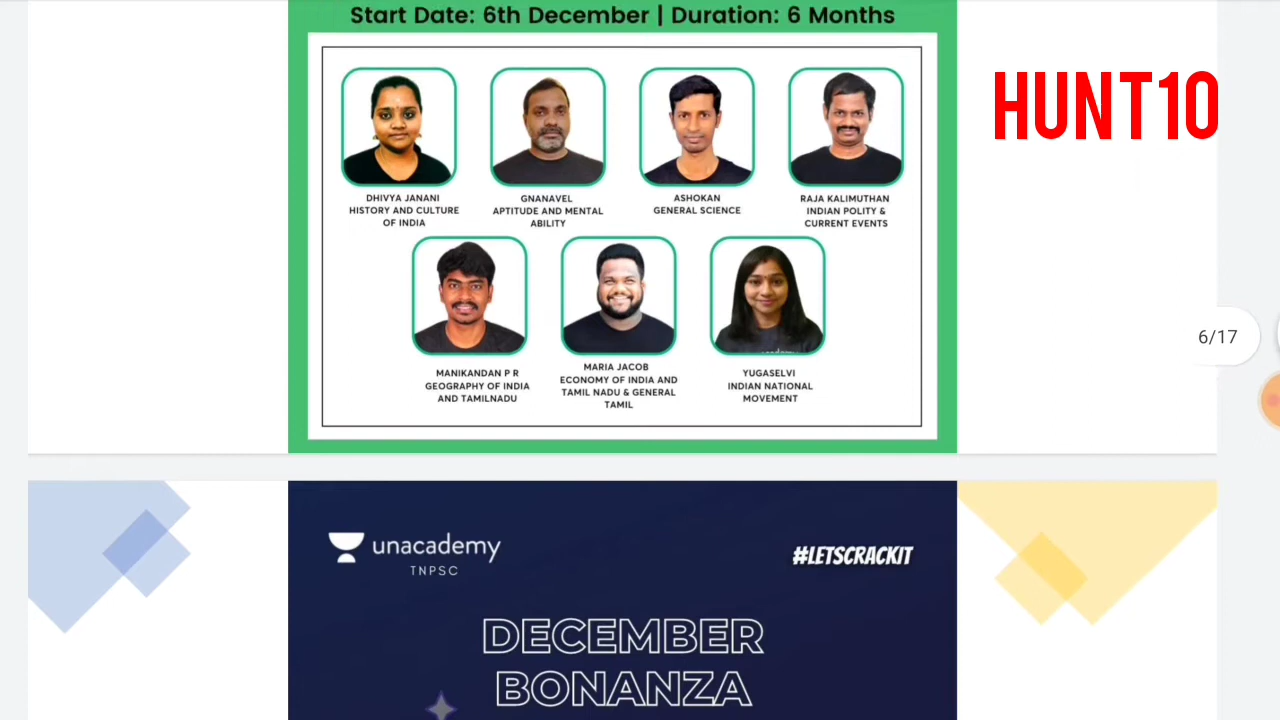 Start Date: 6th December | Duration: 6 Months
HUNT10
DHIVYA JANANI
HISTORY AND CULTURE
OF INDIA
GNANAVEL
APTITUDE AND MENTAL
ABILITY
ASHOKAN
GENERAL SCIENCE
RAJA KALIMUTHAN
INDIAN POLITY &
CURRENT EVENTS
MANIKANDAN P R
GEOGRAPHY OF INDIA
AND TAMILNADU
MARIA JACOB
ECONOMY OF INDIA AND
TAMIL NADU & GENERAL
TAMIL
YUGASELVI
INDIAN NATIONAL
MOVEMENT
6/17
unacademy
TNPSC
#LETSCRACKIT
DECEMBER
BONANZA